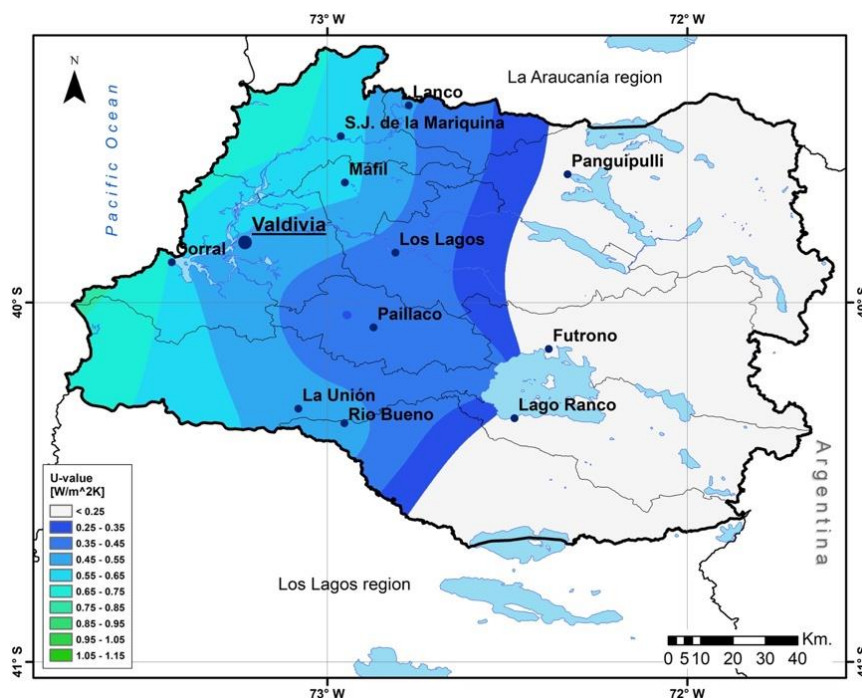 73° W
72° W
N
Pacific Ocean
La Araucanía region
Lanco
S.J. de la Mariquina
Máfil
Panguipulli
Valdivia
Corral
Los Lagos
40° S
40° S
Paillaco
Futrono
La Unión
Rio Bueno
Lago Ranco
Argentina
U-value
[W/m^2K]
< 0.25
0.25 - 0.35
0.35 - 0.45
0.45 - 0.55
0.55 - 0.65
0.65 - 0.75
0.75 - 0.85
0.85 - 0.95
0.95 - 1.05
1.05 - 1.15
Los Lagos region
Km.
0 5 10 20 30 40
41° S
41° S
73° W
72° W